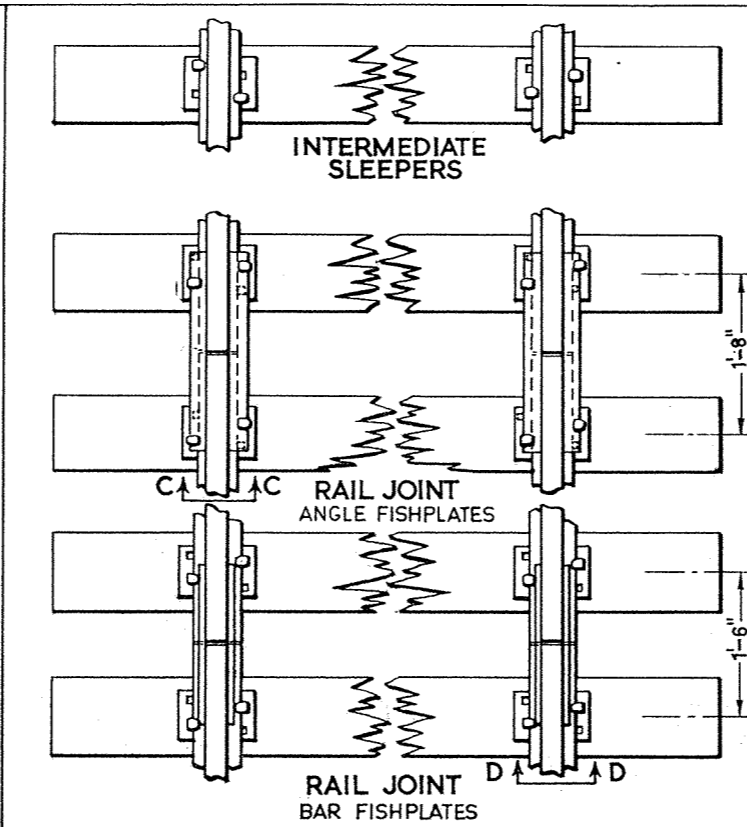 INTERMEDIATE
SLEEPERS
1'-8"
C C
RAIL JOINT
ANGLE FISHPLATES
1'-6"
RAIL JOINT
BAR FISHPLATES
D D